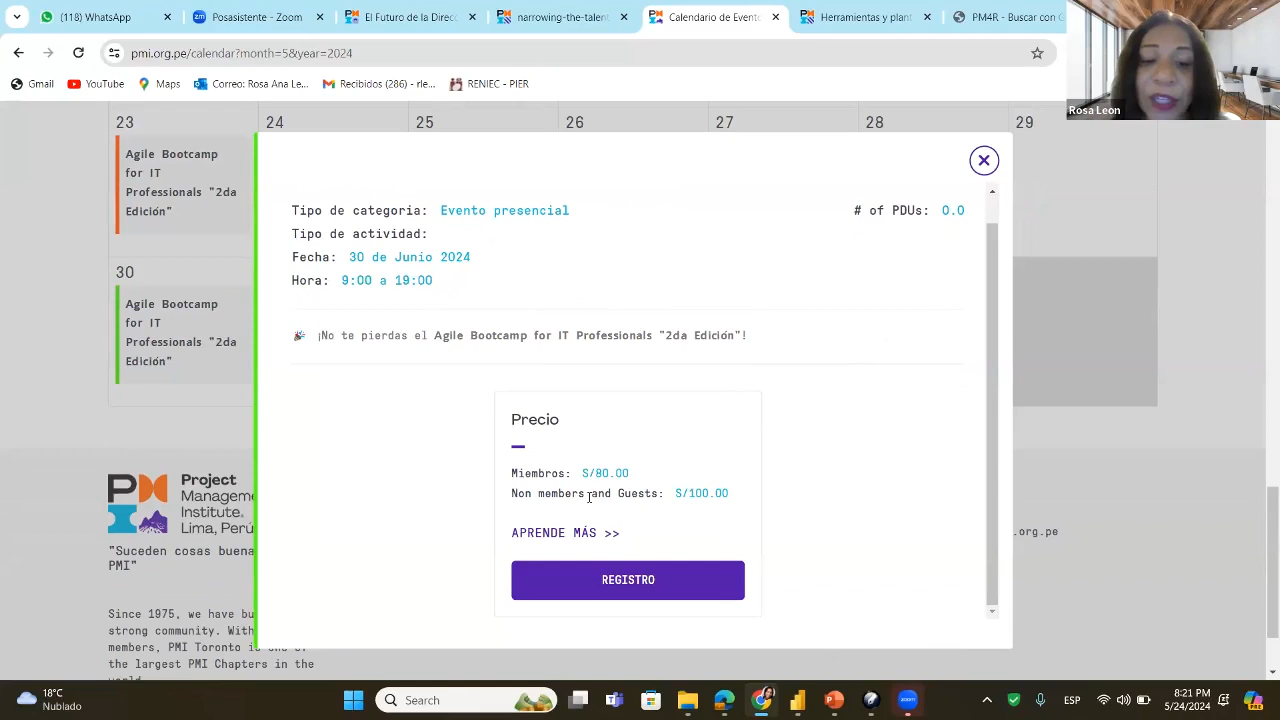 (118) WhatsApp
Posasistente - Zoom
El Futuro de la Direc
narrowing-the-talent
Calendario de Evento
Herramientas y plant
PM4R - Buscar con G
pmi.org.pe/calendar?month=5&year=2024
Gmail
YouTube
Maps
Correo: Rosa Ana Le...
Recibidos (286) - rle...
RENIEC - PIER
Rosa Leon
23
24
25
26
27
28
29
Agile Bootcamp
for IT
Professionals "2da
Edición"
30
Agile Bootcamp
for IT
Professionals "2da
Edición"
Tipo de categoria: Evento presencial
# of PDUs: 0.0
Tipo de actividad:
Fecha: 30 de Junio 2024
Hora: 9:00 a 19:00
¡No te pierdas el Agile Bootcamp for IT Professionals "2da Edición"!
Precio
Miembros: S/80.00
Non members and Guests: S/100.00
APRENDE MÁS >>
REGISTRO
Project
Manageme
Institute.
Lima, Perú
"Suceden cosas buena
PMI"
.org.pe
Since 1975, we have bu
strong community. With
members, PMI Toronto is one of
the largest PMI Chapters in the
18°C
Nublado
Search
ESP
8:21 PM
5/24/2024